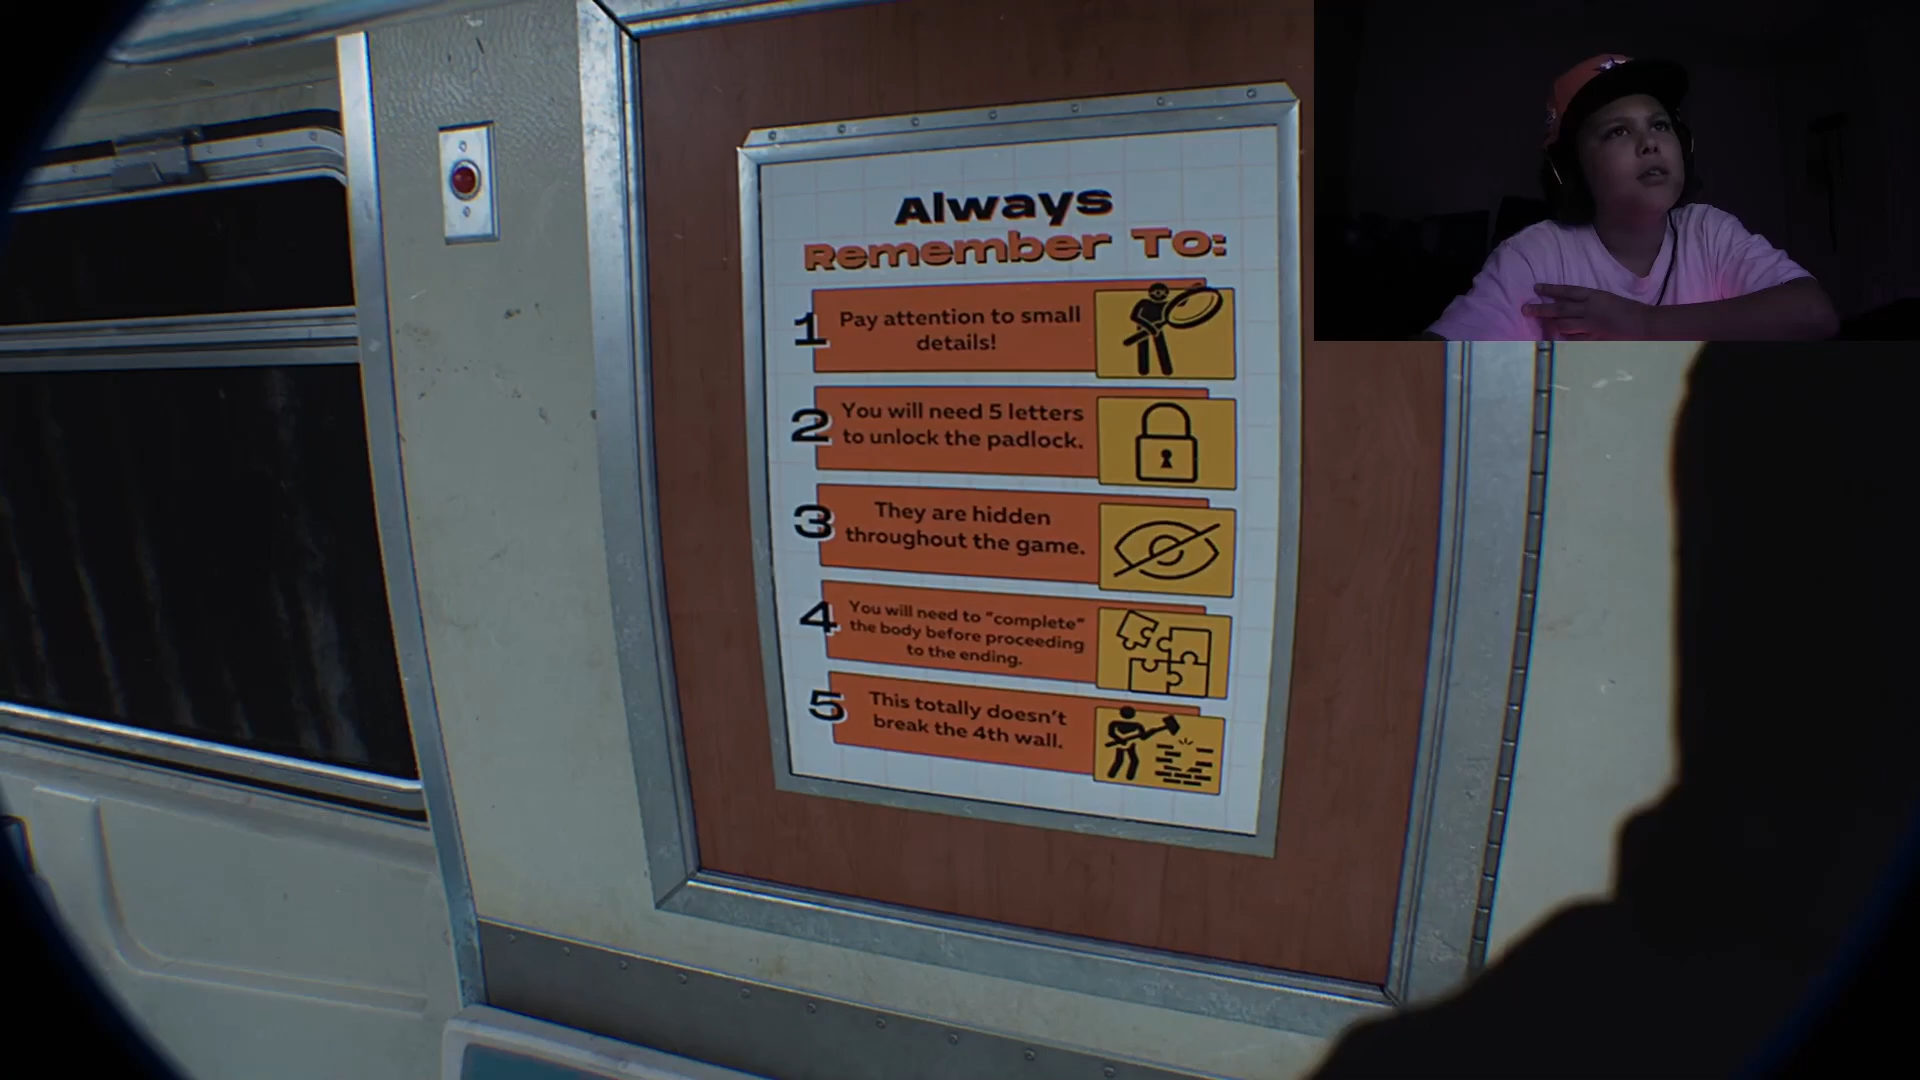 Always
Remember To:
1
Pay attention to small
details!
2
You will need 5 letters
to unlock the padlock.
3
They are hidden
throughout the game.
4
You will need to "complete"
the body before proceeding
to the ending.
5
This totally doesn't
break the 4th wall.